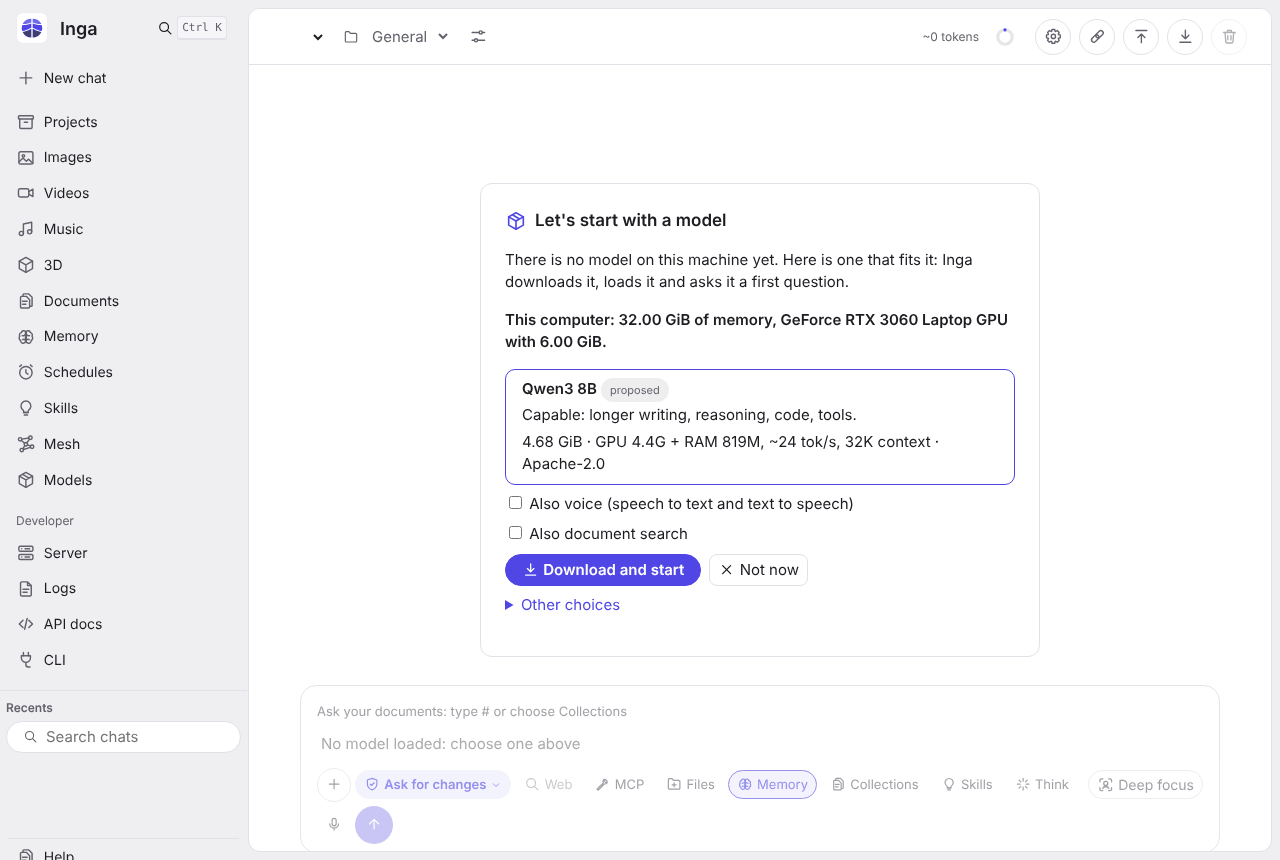 Inga
Ctrl K
New chat
Projects
Images
Videos
Music
3D
Documents
Memory
Schedules
Skills
Mesh
Models
Developer
Server
Logs
API docs
CLI
Recents
Search chats
Help
General
~0 tokens
Let's start with a model
There is no model on this machine yet. Here is one that fits it: Inga
downloads it, loads it and asks it a first question.
This computer: 32.00 GiB of memory, GeForce RTX 3060 Laptop GPU
with 6.00 GiB.
Qwen3 8B proposed
Capable: longer writing, reasoning, code, tools.
4.68 GiB · GPU 4.4G + RAM 819M, ~24 tok/s, 32K context ·
Apache-2.0
Also voice (speech to text and text to speech)
Also document search
Download and start Not now
Other choices
Ask your documents: type # or choose Collections
No model loaded: choose one above
Ask for changes Web MCP Files Memory Collections Skills Think Deep focus